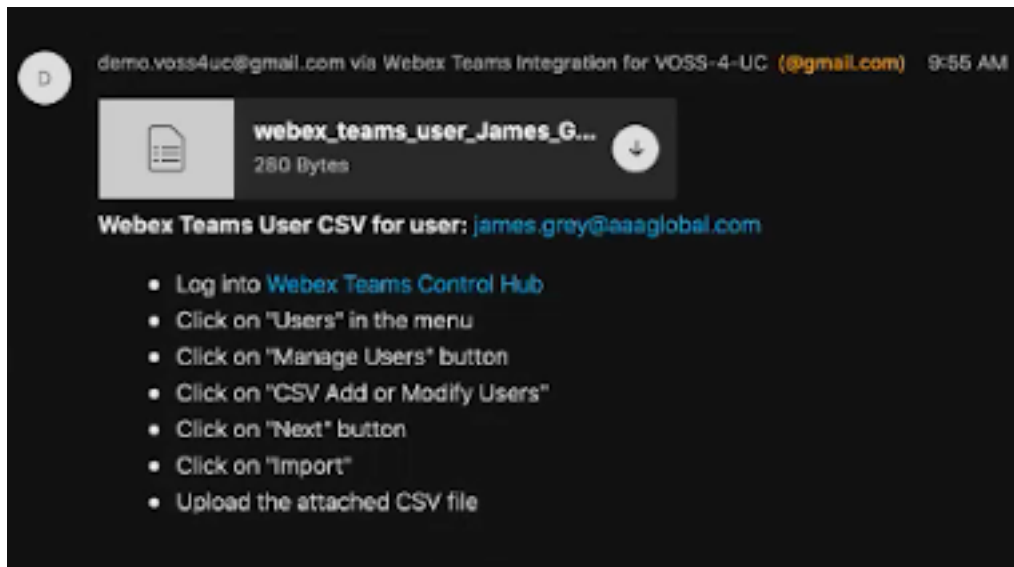 D
demo.voss4uc@gmail.com via Webex Teams Integration for VOSS-4-UC (@gmail.com) 9:55 AM
webex_teams_user_James_G...
280 Bytes
Webex Teams User CSV for user: james.grey@aaaglobal.com
• Log into Webex Teams Control Hub
• Click on "Users" in the menu
• Click on "Manage Users" button
• Click on "CSV Add or Modify Users"
• Click on "Next" button
• Click on "Import"
• Upload the attached CSV file